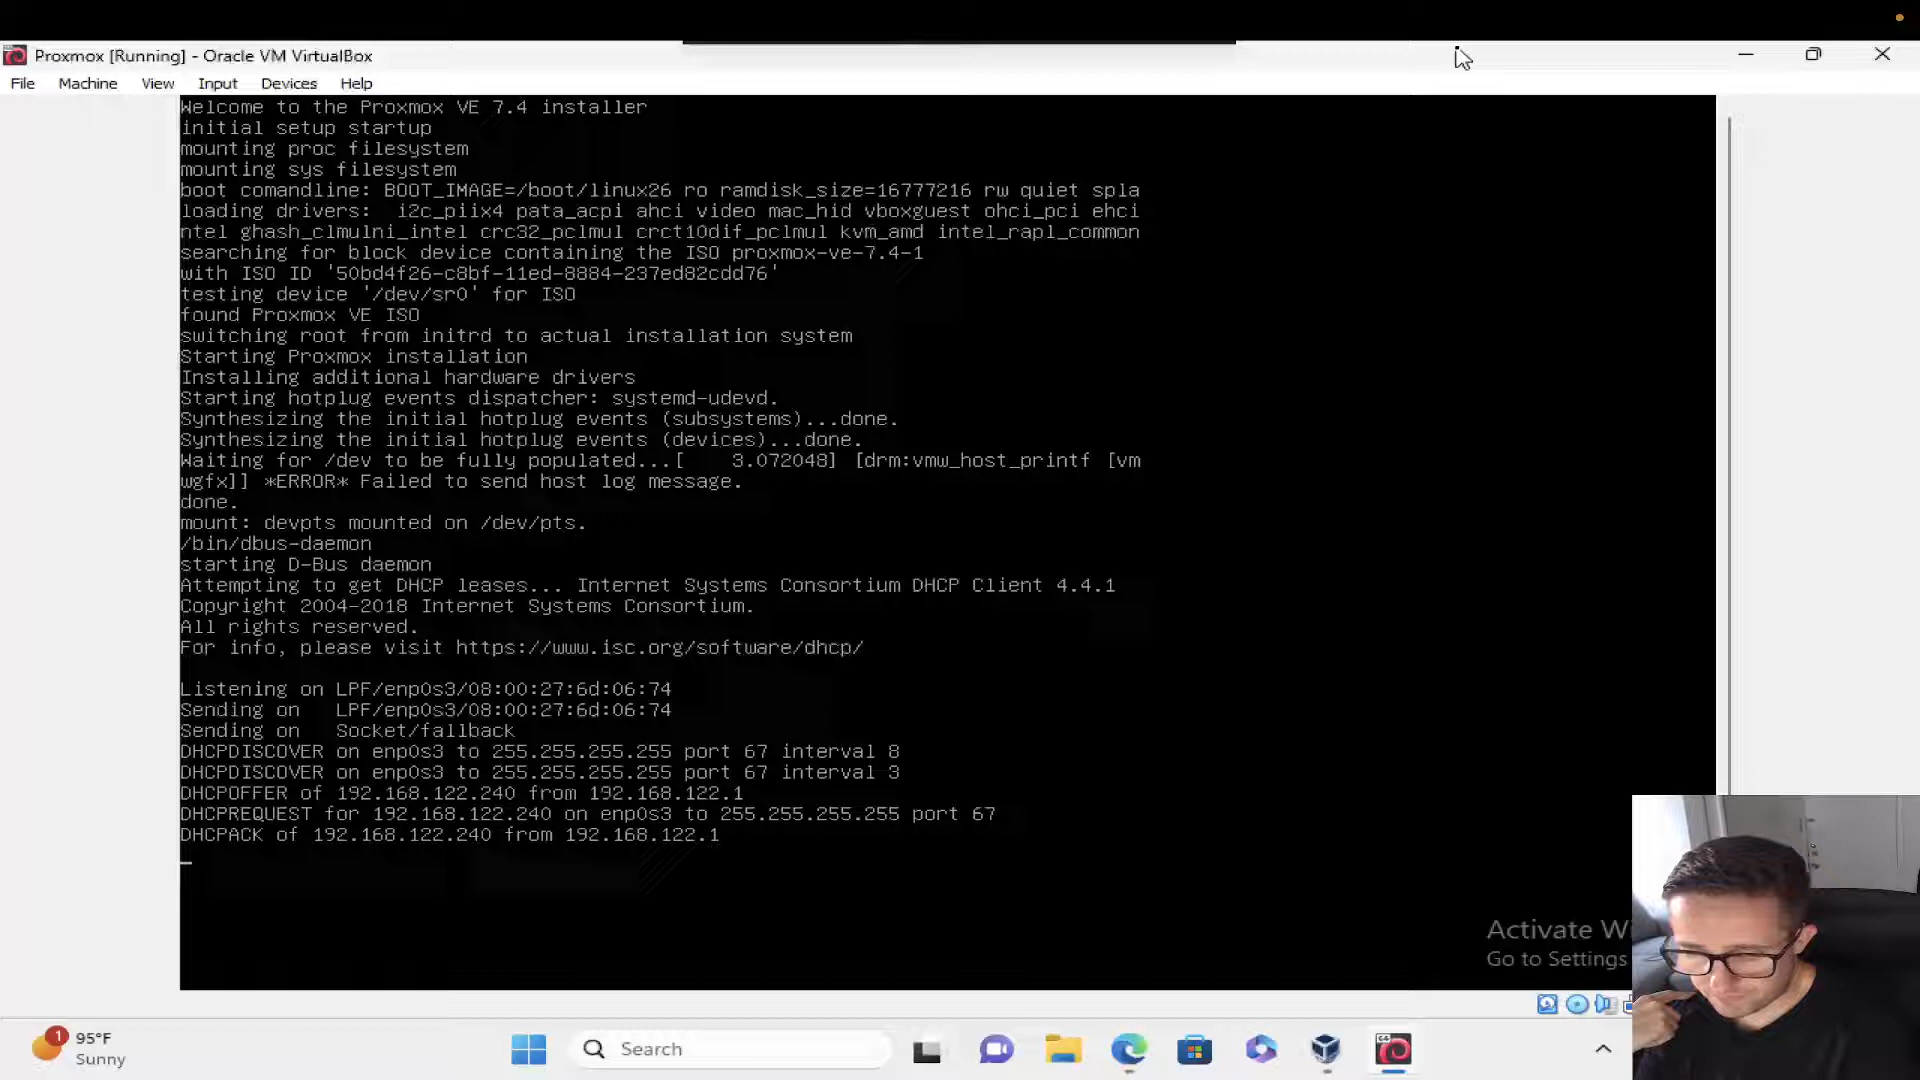 Proxmox [Running] - Oracle VM VirtualBox
File Machine View Input Devices Help
Welcome to the Proxmox VE 7.4 installer
initial setup startup
mounting proc filesystem
mounting sys filesystem
boot comandline: BOOT_IMAGE=/boot/linux26 ro ramdisk_size=16777216 rw quiet spla
loading drivers:  i2c_piix4 pata_acpi ahci video mac_hid vboxguest ohci_pci ehci
ntel ghash_clmulni_intel crc32_pclmul crct10dif_pclmul kvm_amd intel_rapl_common
searching for block device containing the ISO proxmox-ve-7.4-1
with ISO ID '50bd4f26-c8bf-11ed-8884-237ed82cdd76'
testing device '/dev/sr0' for ISO
found Proxmox VE ISO
switching root from initrd to actual installation system
Starting Proxmox installation
Installing additional hardware drivers
Starting hotplug events dispatcher: systemd-udevd.
Synthesizing the initial hotplug events (subsystems)...done.
Synthesizing the initial hotplug events (devices)...done.
Waiting for /dev to be fully populated...[    3.072048] [drm:vmw_host_printf [vm
wgfx]] *ERROR* Failed to send host log message.
done.
mount: devpts mounted on /dev/pts.
/bin/dbus-daemon
starting D-Bus daemon
Attempting to get DHCP leases... Internet Systems Consortium DHCP Client 4.4.1
Copyright 2004-2018 Internet Systems Consortium.
All rights reserved.
For info, please visit https://www.isc.org/software/dhcp/
Listening on LPF/enp0s3/08:00:27:6d:06:74
Sending on   LPF/enp0s3/08:00:27:6d:06:74
Sending on   Socket/fallback
DHCPDISCOVER on enp0s3 to 255.255.255.255 port 67 interval 8
DHCPDISCOVER on enp0s3 to 255.255.255.255 port 67 interval 3
DHCPOFFER of 192.168.122.240 from 192.168.122.1
DHCPREQUEST for 192.168.122.240 on enp0s3 to 255.255.255.255 port 67
DHCPACK of 192.168.122.240 from 192.168.122.1
Activate W
Go to Settings
1
95°F
Sunny
Search
64